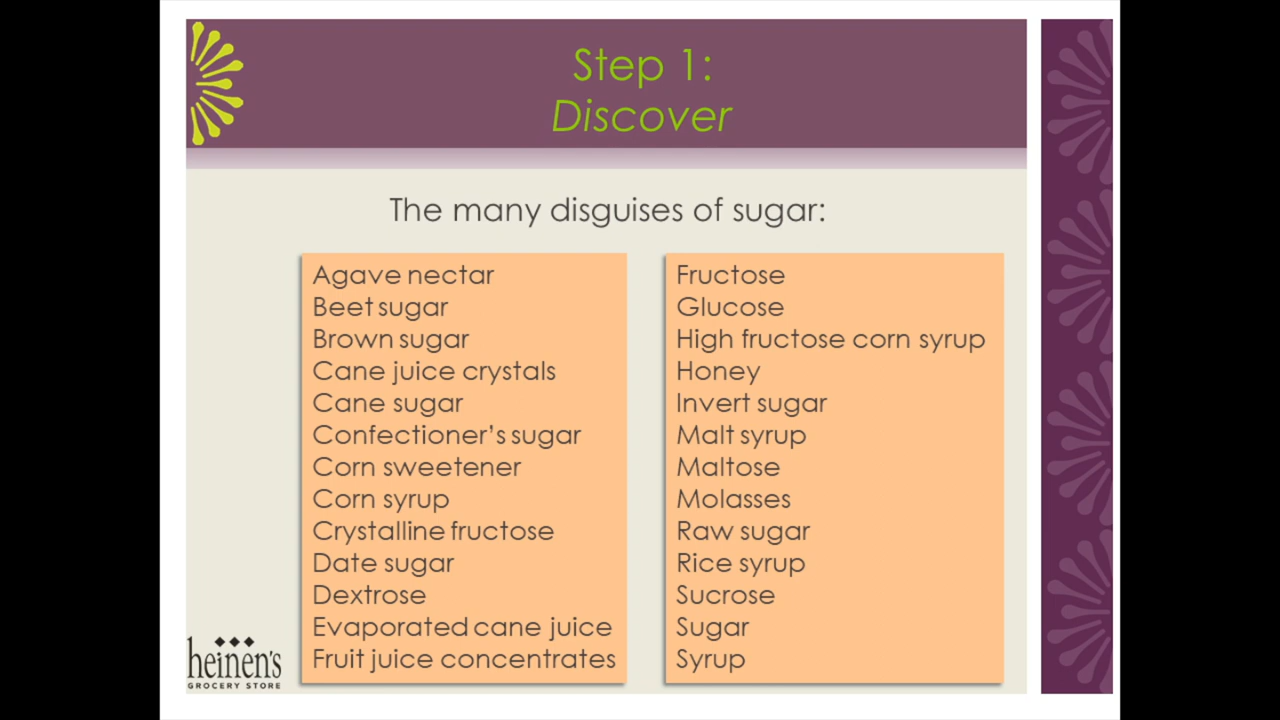 Step 1:
Discover
The many disguises of sugar:
Agave nectar
Beet sugar
Brown sugar
Cane juice crystals
Cane sugar
Confectioner’s sugar
Corn sweetener
Corn syrup
Crystalline fructose
Date sugar
Dextrose
Evaporated cane juice
Fruit juice concentrates
Fructose
Glucose
High fructose corn syrup
Honey
Invert sugar
Malt syrup
Maltose
Molasses
Raw sugar
Rice syrup
Sucrose
Sugar
Syrup
heinen's
GROCERY STORE